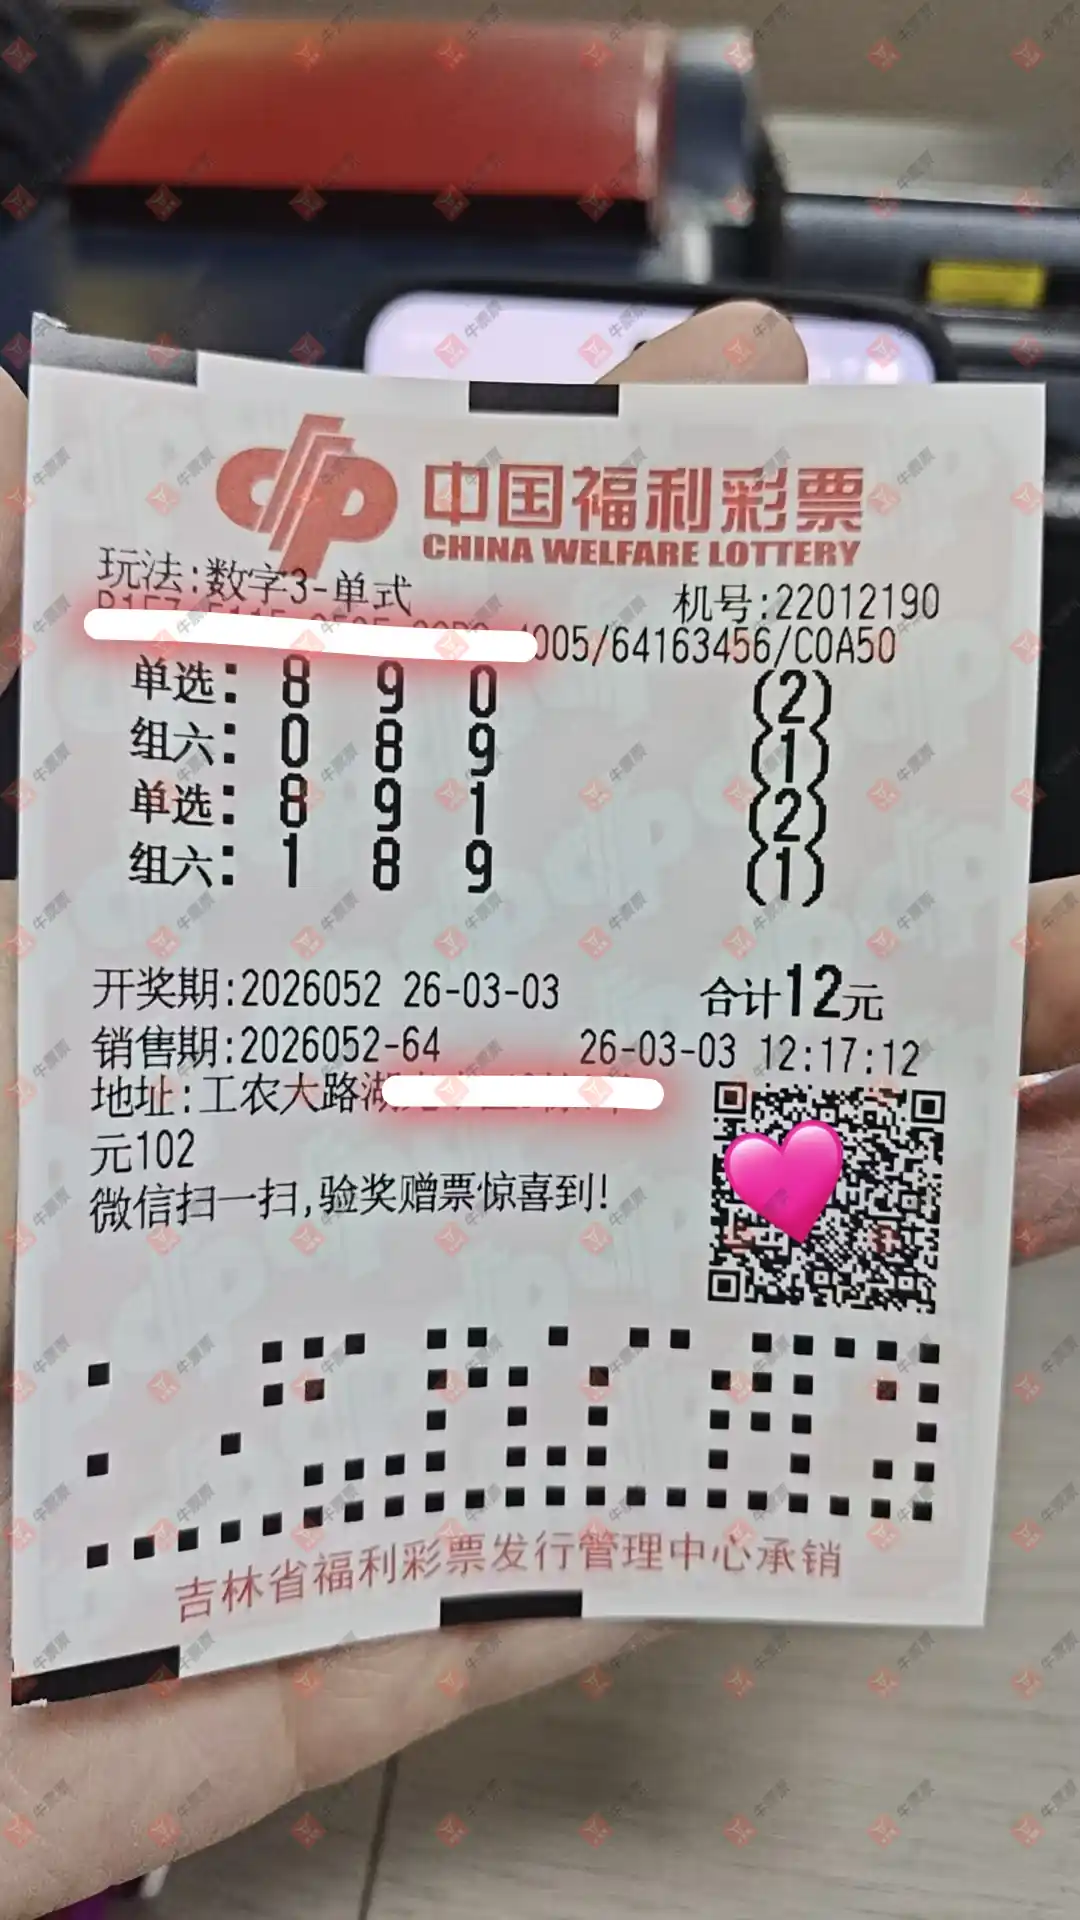 中国福利彩票
CHINA WELFARE LOTTERY
玩法:数字3-单式
机号:22012190
005/64163456/C0A50
单选: 8 9 0 (2)
组六: 0 8 9 (1)
单选: 8 9 1 (2)
组六: 1 8 9 (1)
开奖期:2026052 26-03-03 合计12元
销售期:2026052-64 26-03-03 12:17:12
地址:工农大路湖
元102
微信扫一扫,验奖赠票惊喜到!
吉林省福利彩票发行管理中心承销
牛票票